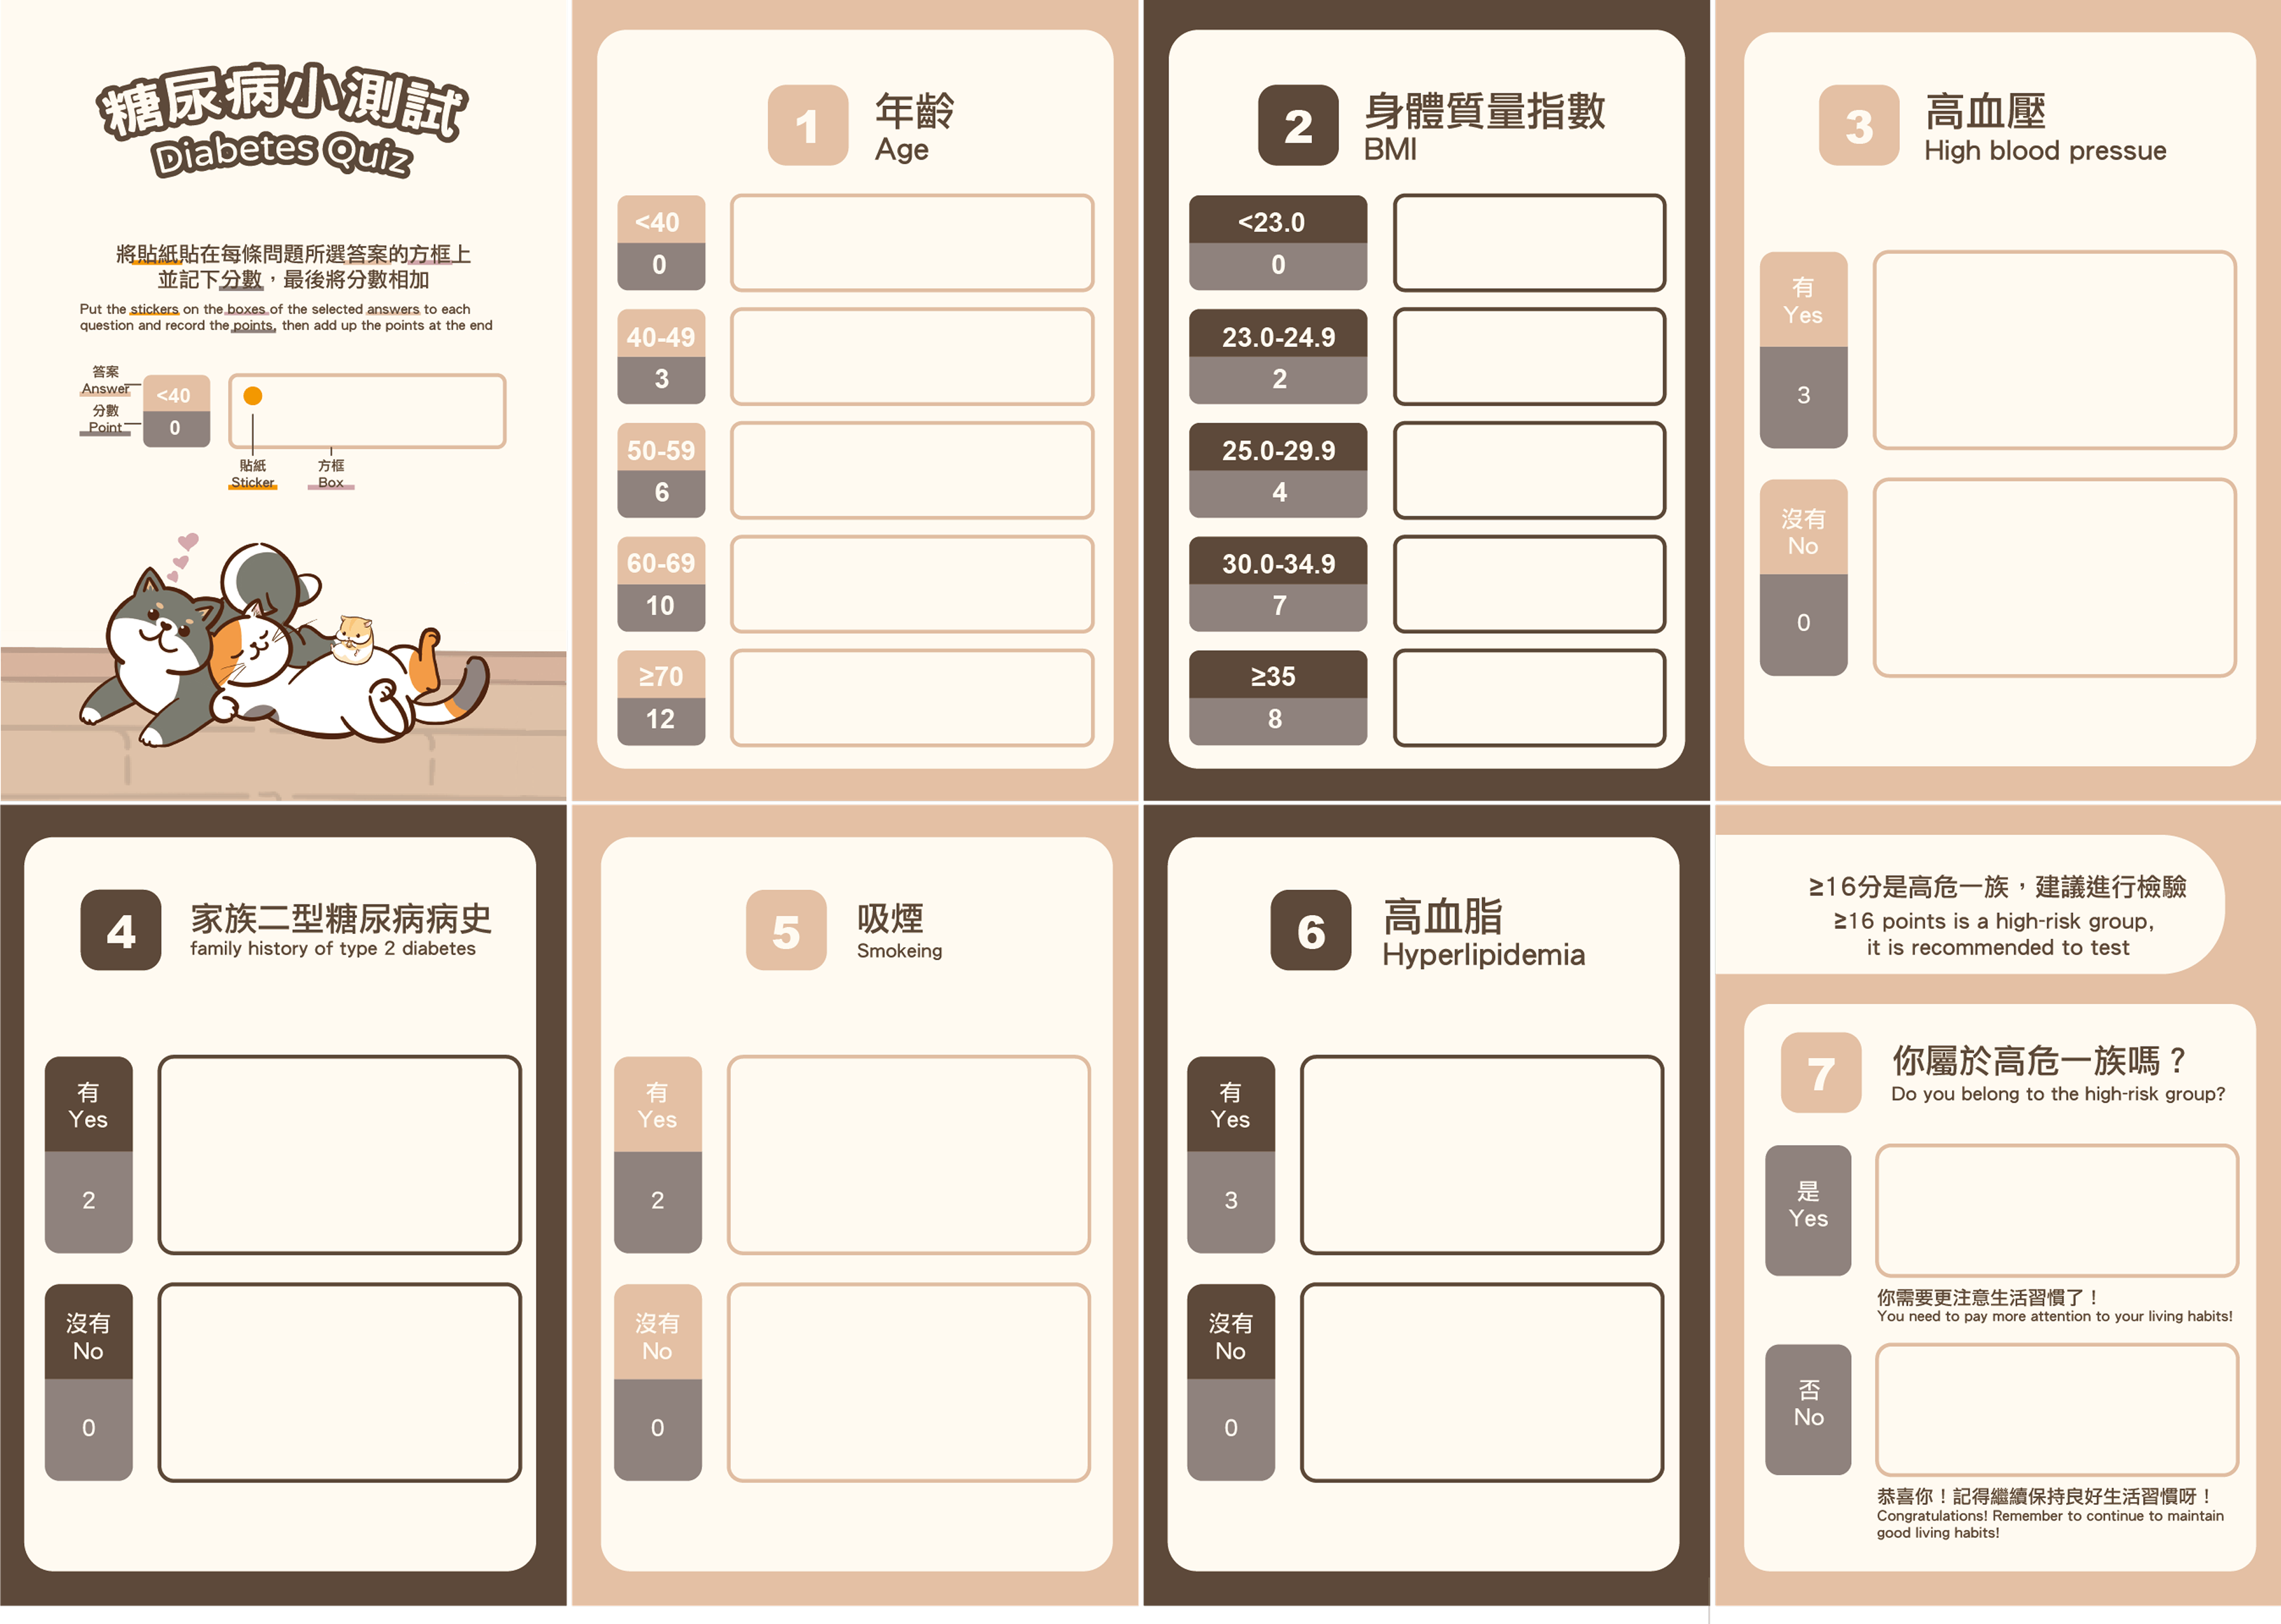 糖尿病小測試
Diabetes Quiz
將貼紙貼在每條問題所選答案的方框上
並記下分數，最後將分數相加
Put the stickers on the boxes of the selected answers to each
question and record the points, then add up the points at the end
答案
Answer
分數
Point
<40
0
貼紙
Sticker
方框
Box
1
年齡
Age
<40
0
40-49
3
50-59
6
60-69
10
≥70
12
2
身體質量指數
BMI
<23.0
0
23.0-24.9
2
25.0-29.9
4
30.0-34.9
7
≥35
8
3
高血壓
High blood pressue
有
Yes
3
沒有
No
0
4
家族二型糖尿病病史
family history of type 2 diabetes
有
Yes
2
沒有
No
0
5
吸煙
Smokeing
有
Yes
2
沒有
No
0
6
高血脂
Hyperlipidemia
有
Yes
3
沒有
No
0
≥16分是高危一族，建議進行檢驗
≥16 points is a high-risk group,
it is recommended to test
7
你屬於高危一族嗎？
Do you belong to the high-risk group?
是
Yes
你需要更注意生活習慣了！
You need to pay more attention to your living habits!
否
No
恭喜你！記得繼續保持良好生活習慣呀！
Congratulations! Remember to continue to maintain
good living habits!